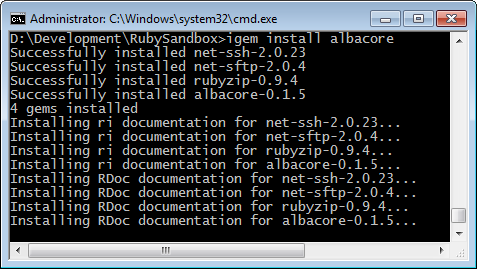 Administrator: C:\Windows\system32\cmd.exe
D:\Development\RubySandbox>igem install albacore
Successfully installed net-ssh-2.0.23
Successfully installed net-sftp-2.0.4
Successfully installed rubyzip-0.9.4
Successfully installed albacore-0.1.5
4 gems installed
Installing ri documentation for net-ssh-2.0.23...
Installing ri documentation for net-sftp-2.0.4...
Installing ri documentation for rubyzip-0.9.4...
Installing ri documentation for albacore-0.1.5...
Installing RDoc documentation for net-ssh-2.0.23...
Installing RDoc documentation for net-sftp-2.0.4...
Installing RDoc documentation for rubyzip-0.9.4...
Installing RDoc documentation for albacore-0.1.5...